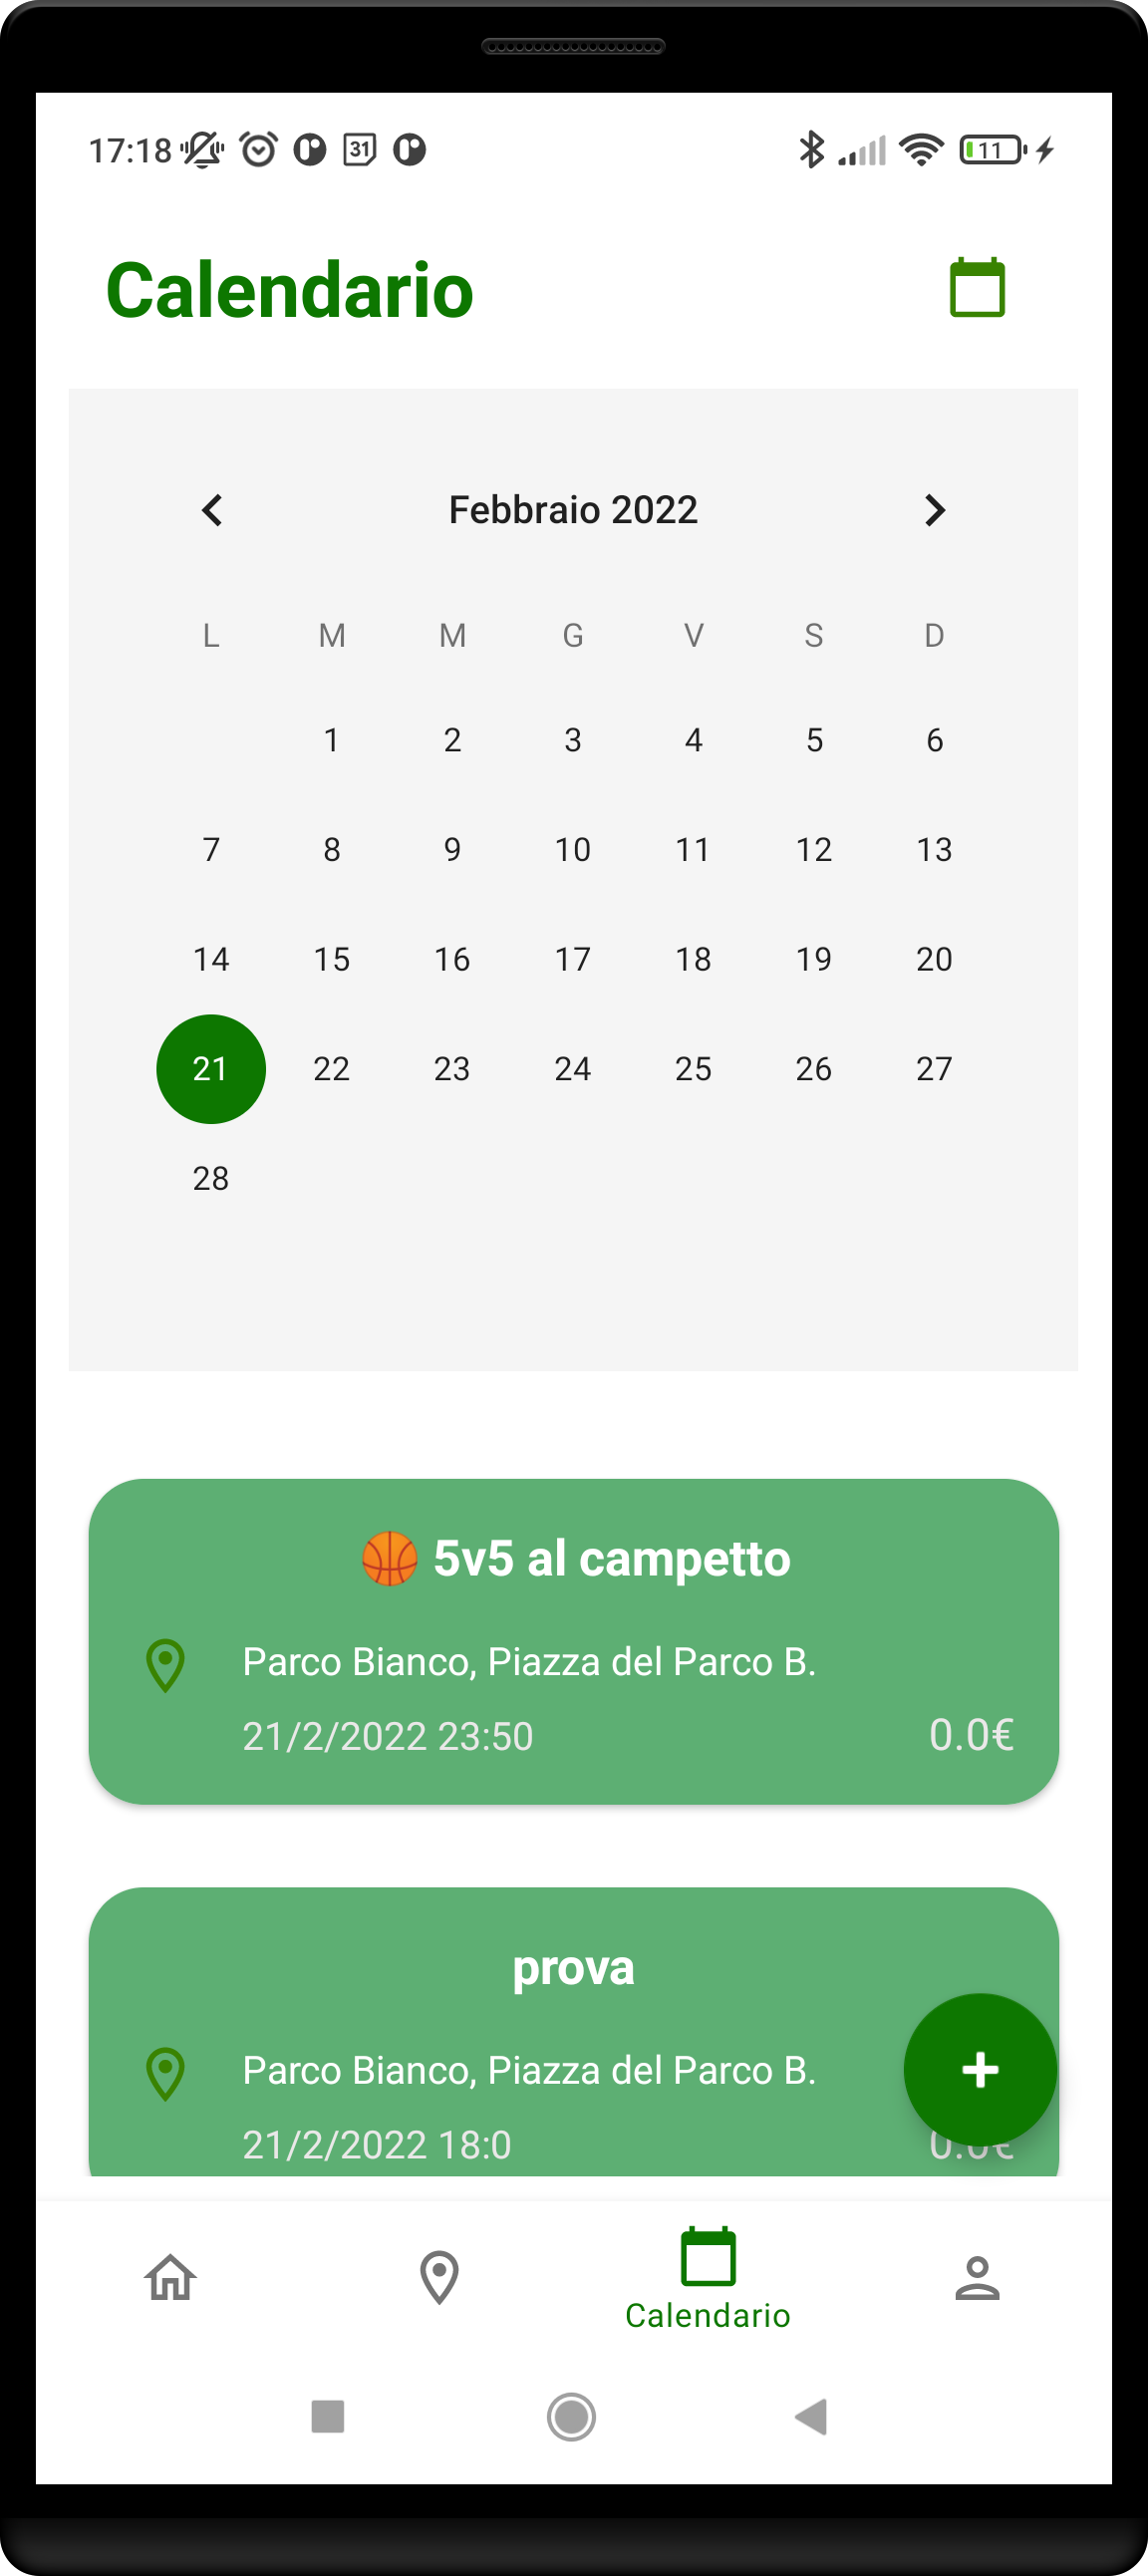 17:18 31 11
Calendario
Febbraio 2022
L M M G V S D
1 2 3 4 5 6
7 8 9 10 11 12 13
14 15 16 17 18 19 20
21 22 23 24 25 26 27
28
🏀 5v5 al campetto
Parco Bianco, Piazza del Parco B.
21/2/2022 23:50 0.0€
prova
Parco Bianco, Piazza del Parco B.
+
21/2/2022 18:0 0.0€
Calendario